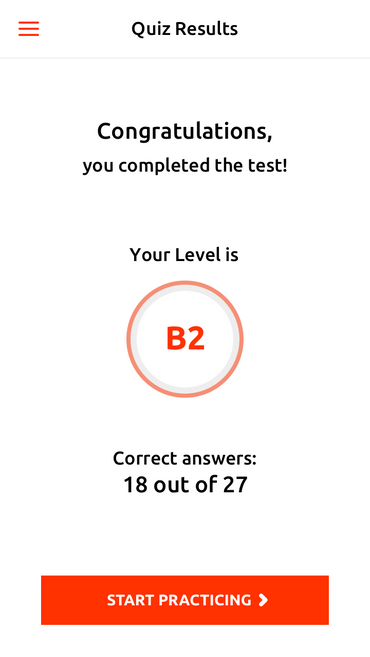 Quiz Results
Congratulations,
you completed the test!
Your Level is
B2
Correct answers:
18 out of 27
START PRACTICING